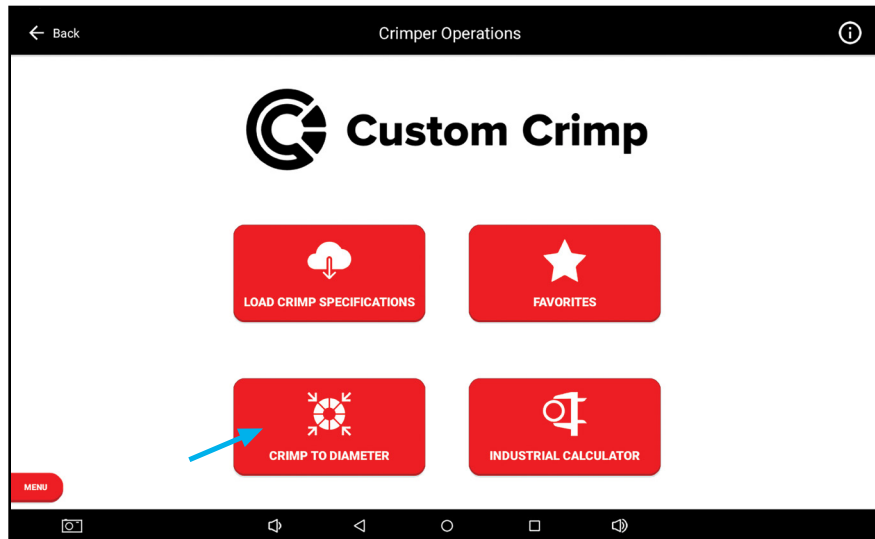 Back
Crimper Operations
Custom Crimp
LOAD CRIMP SPECIFICATIONS
FAVORITES
CRIMP TO DIAMETER
INDUSTRIAL CALCULATOR
MENU